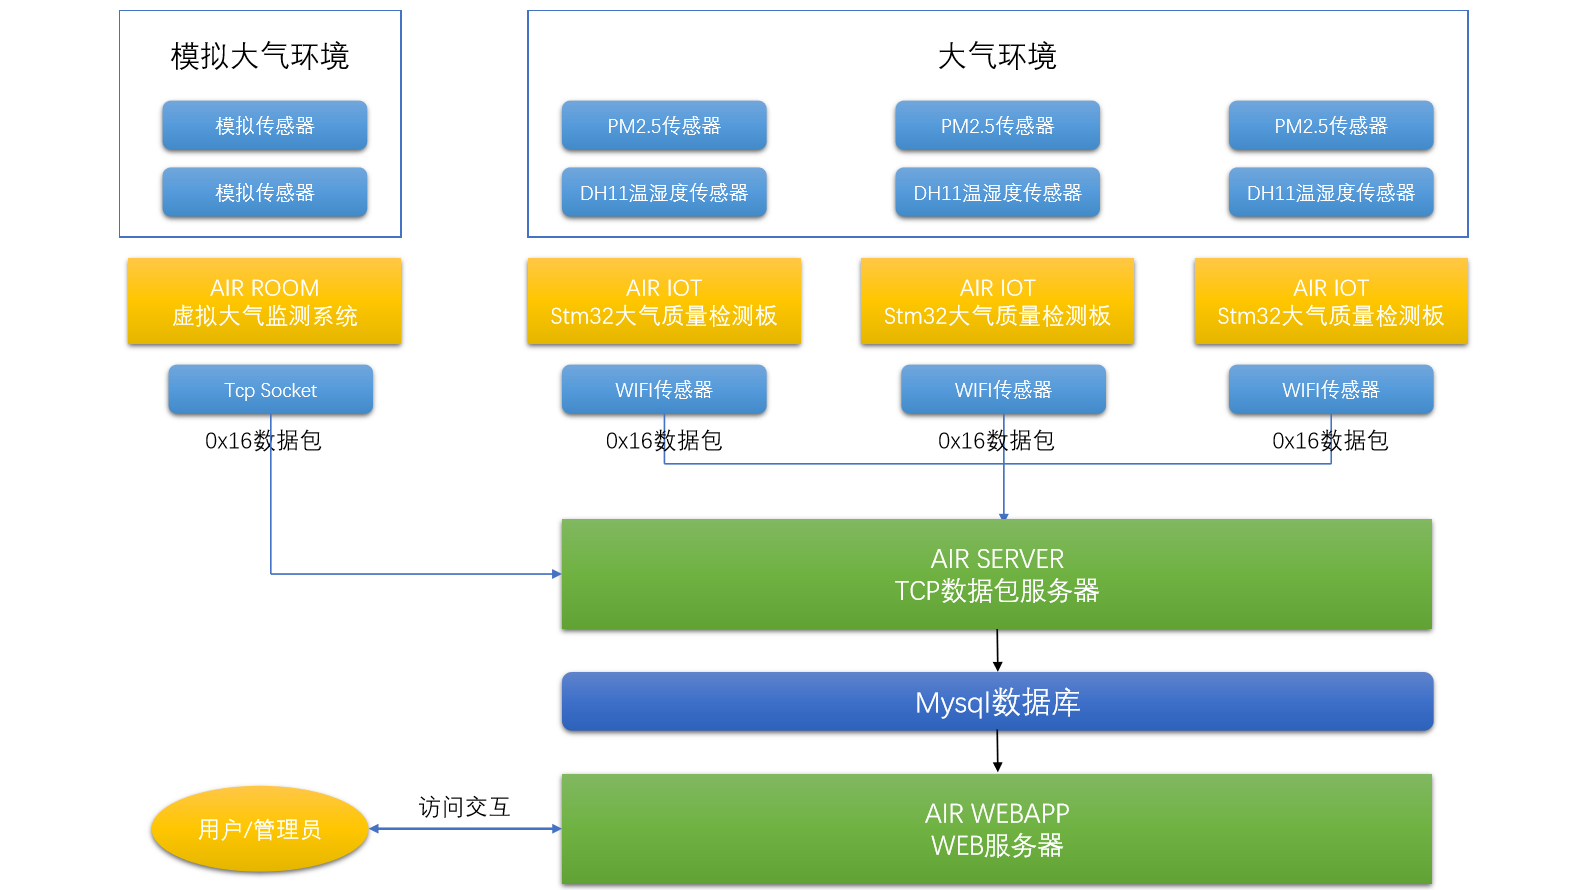 模拟大气环境
大气环境
模拟传感器
PM2.5传感器
PM2.5传感器
PM2.5传感器
模拟传感器
DH11温湿度传感器
DH11温湿度传感器
DH11温湿度传感器
AIR ROOM
虚拟大气监测系统
AIR IOT
Stm32大气质量检测板
AIR IOT
Stm32大气质量检测板
AIR IOT
Stm32大气质量检测板
Tcp Socket
WIFI传感器
WIFI传感器
WIFI传感器
0x16数据包
0x16数据包
0x16数据包
0x16数据包
AIR SERVER
TCP数据包服务器
Mysql数据库
访问交互
用户/管理员
AIR WEBAPP
WEB服务器